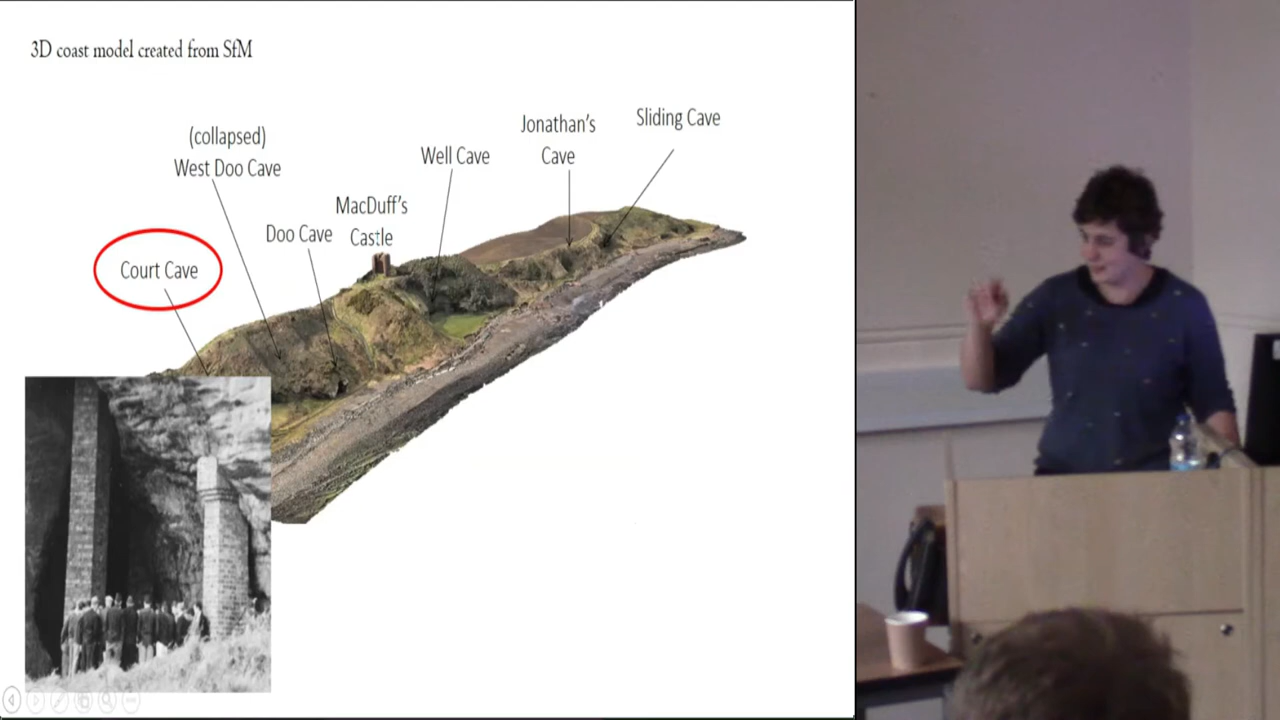 3D coast model created from SfM
(collapsed)
West Doo Cave
Court Cave
Doo Cave
MacDuff's
Castle
Well Cave
Jonathan's
Cave
Sliding Cave